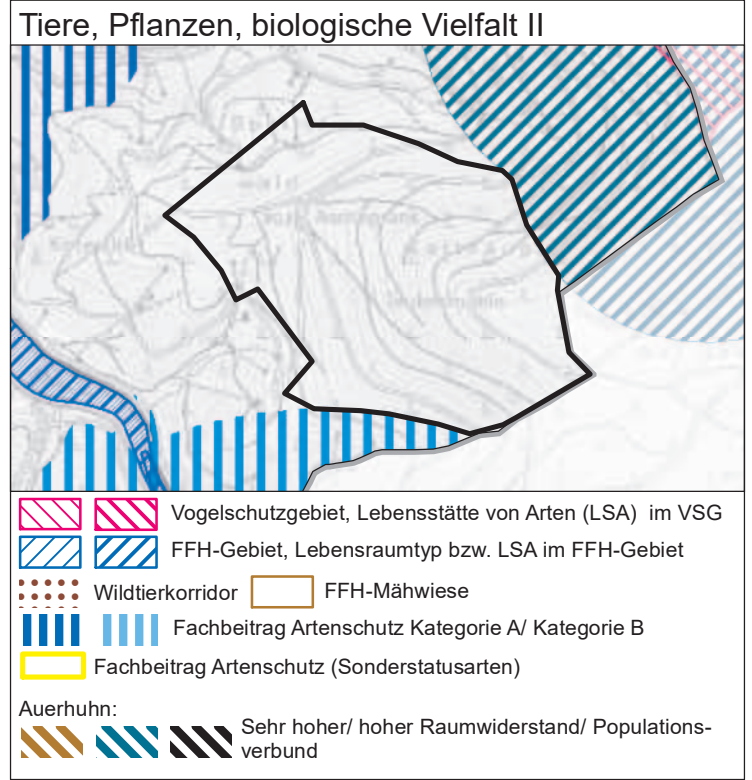 Tiere, Pflanzen, biologische Vielfalt II
Vogelschutzgebiet, Lebensstätte von Arten (LSA) im VSG
FFH-Gebiet, Lebensraumtyp bzw. LSA im FFH-Gebiet
Wildtierkorridor FFH-Mähwiese
Fachbeitrag Artenschutz Kategorie A/ Kategorie B
Fachbeitrag Artenschutz (Sonderstatusarten)
Auerhuhn:
Sehr hoher/ hoher Raumwiderstand/ Populations-
verbund